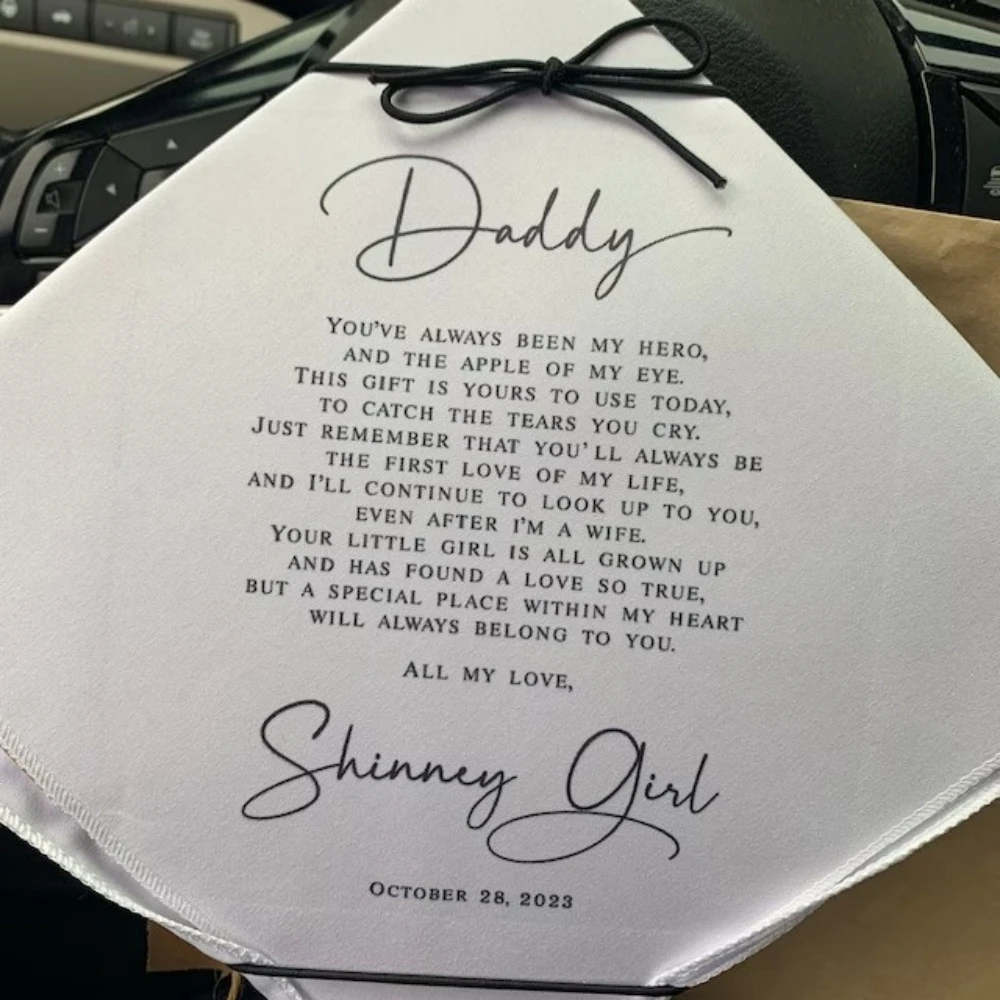 Daddy
You've always been my hero,
and the apple of my eye.
This gift is yours to use today,
to catch the tears you cry.
Just remember that you'll always be
the first love of my life,
and I'll continue to look up to you,
even after I'm a wife.
Your little girl is all grown up
and has found a love so true,
but a special place within my heart
will always belong to you.
All my love,
Shinney Girl
October 28, 2023